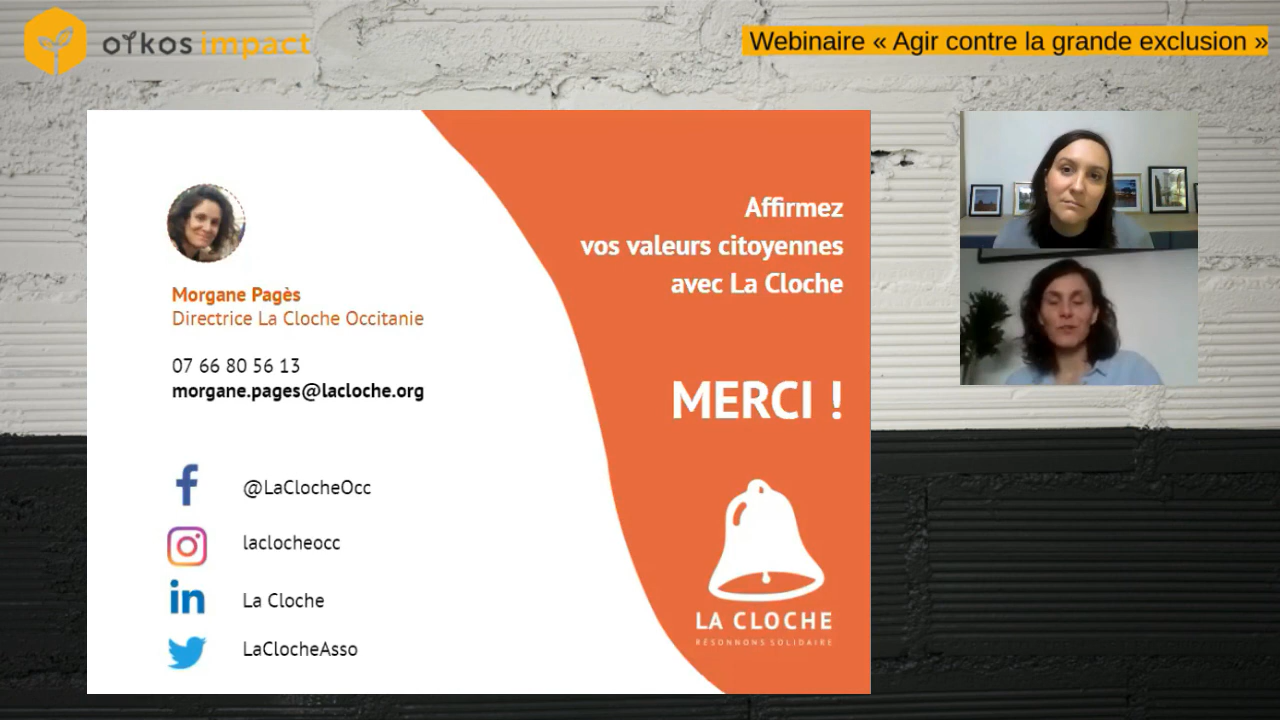 oikos impact
Webinaire « Agir contre la grande exclusion »
Morgane Pagès
Directrice La Cloche Occitanie
07 66 80 56 13
morgane.pages@lacloche.org
@LaClocheOcc
laclocheocc
La Cloche
LaClocheAsso
Affirmez
vos valeurs citoyennes
avec La Cloche
MERCI !
LA CLOCHE
RÉSONNONS SOLIDAIRE